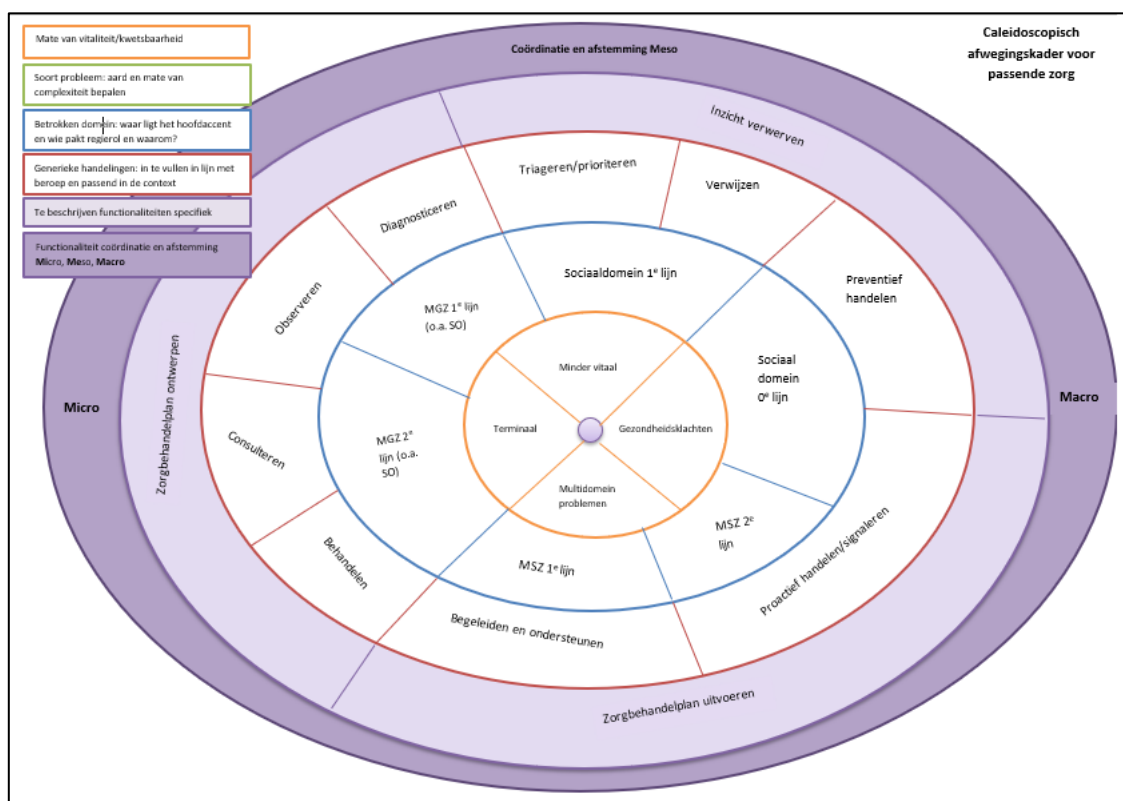 Mate van vitaliteit/kwetsbaarheid
Soort probleem: aard en mate van
complexiteit bepalen
Betrokken domein: waar ligt het hoofdaccent
en wie pakt regierol en waarom?
Generieke handelingen: in te vullen in lijn met
beroep en passend in de context
Te beschrijven functionaliteiten specifiek
Functionaliteit coördinatie en afstemming
Micro, Meso, Macro
Caleidoscopisch
afwegingskader voor
passende zorg
Coördinatie en afstemming Meso
Micro
Macro
Inzicht verwerven
Zorgbehandelplan ontwerpen
Zorgbehandelplan uitvoeren
Triageren/prioriteren
Verwijzen
Preventief
handelen
Proactief handelen/signaleren
Begeleiden en ondersteunen
Behandelen
Consulteren
Observeren
Diagnosticeren
Sociaaldomein 1e lijn
Sociaal
domein
0e lijn
MSZ 2e
lijn
MSZ 1e lijn
MGZ 2e
lijn (o.a.
SO)
MGZ 1e lijn
(o.a. SO)
Minder vitaal
Gezondheidsklachten
Multidomein
problemen
Terminaal